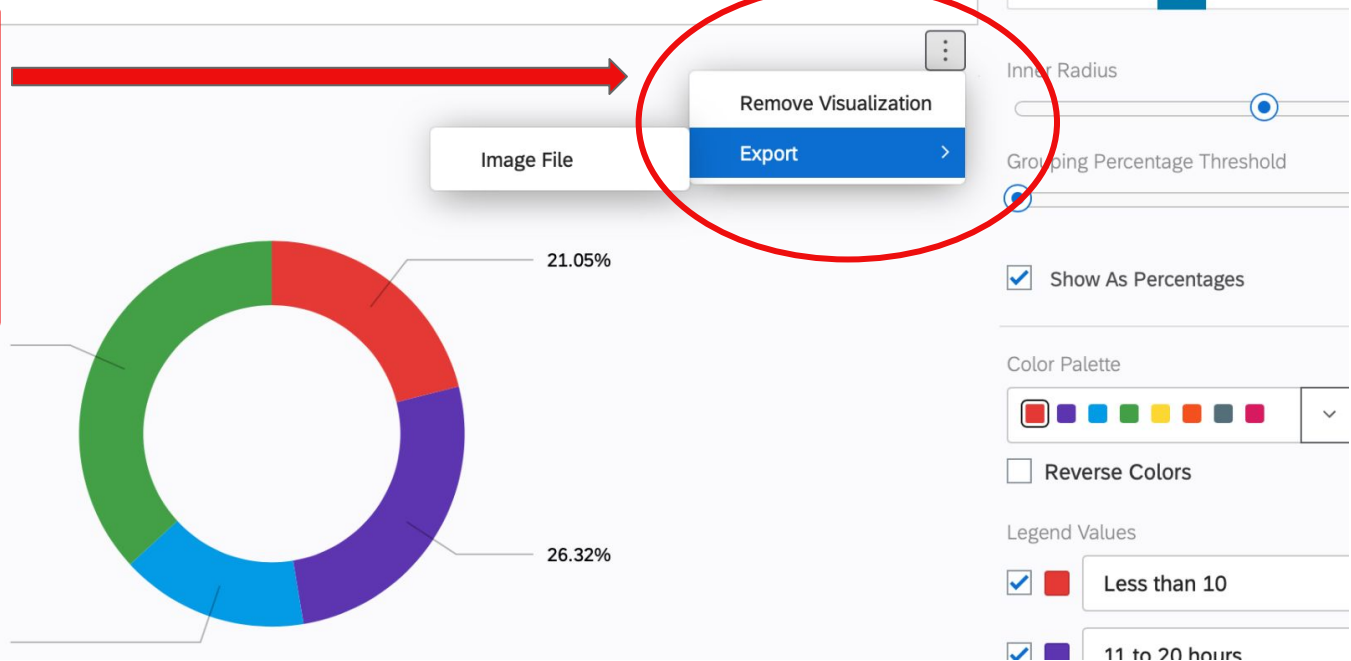 Inner Radius
Remove Visualization
Export
Image File
Grouping Percentage Threshold
21.05%
Show As Percentages
Color Palette
Reverse Colors
Legend Values
26.32%
Less than 10
11 to 20 hours